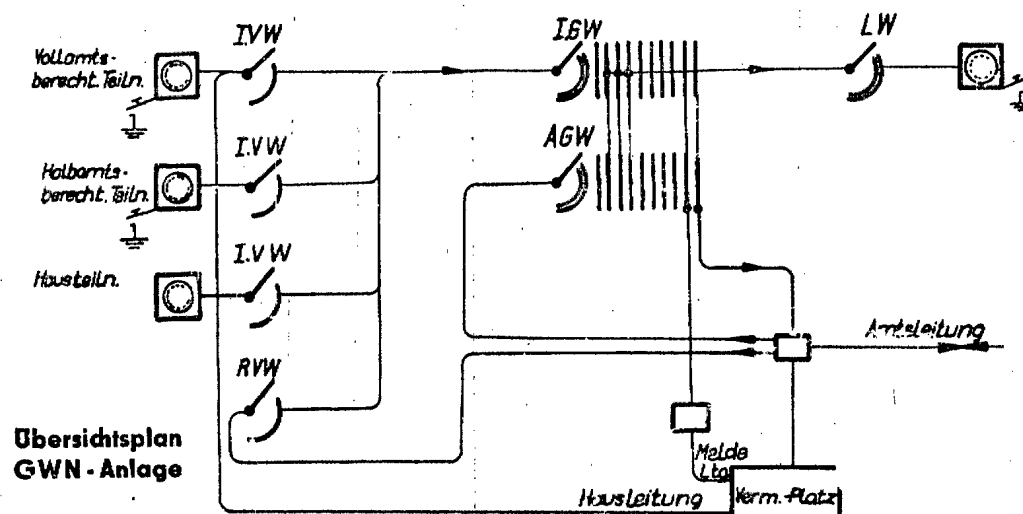 I.VW
I.GW
LW
Vollamts-
berecht. Teiln.
AGW
I.VW
Halbamts-
berecht. Teiln.
I.VW
Hausteiln.
Amtsleitung
RVW
Übersichtsplan
GWN - Anlage
Melde
Ltg.
Hausleitung
Verm.-Platz